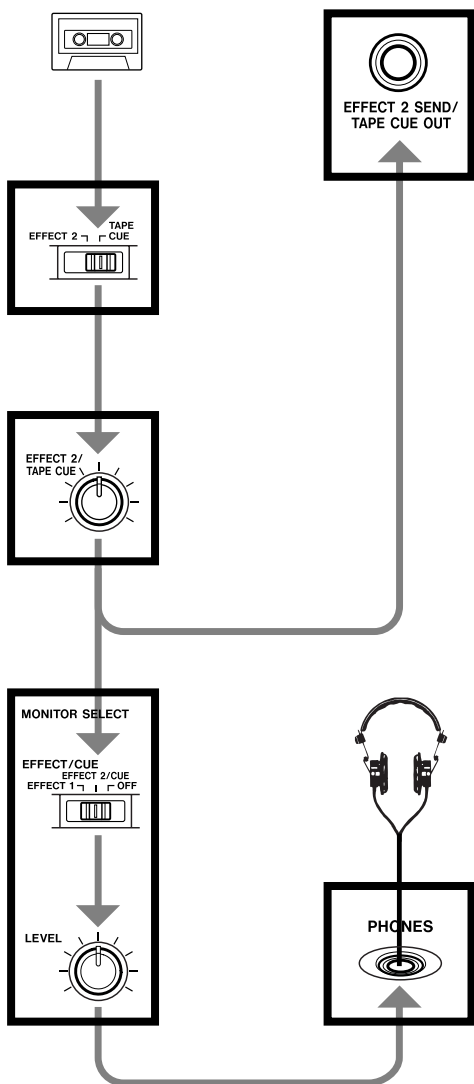 EFFECT 2 SEND/
TAPE CUE OUT
TAPE
EFFECT 2 CUE
EFFECT 2/
TAPE CUE
MONITOR SELECT
EFFECT/CUE
EFFECT 2/CUE
EFFECT 1 OFF
LEVEL
PHONES